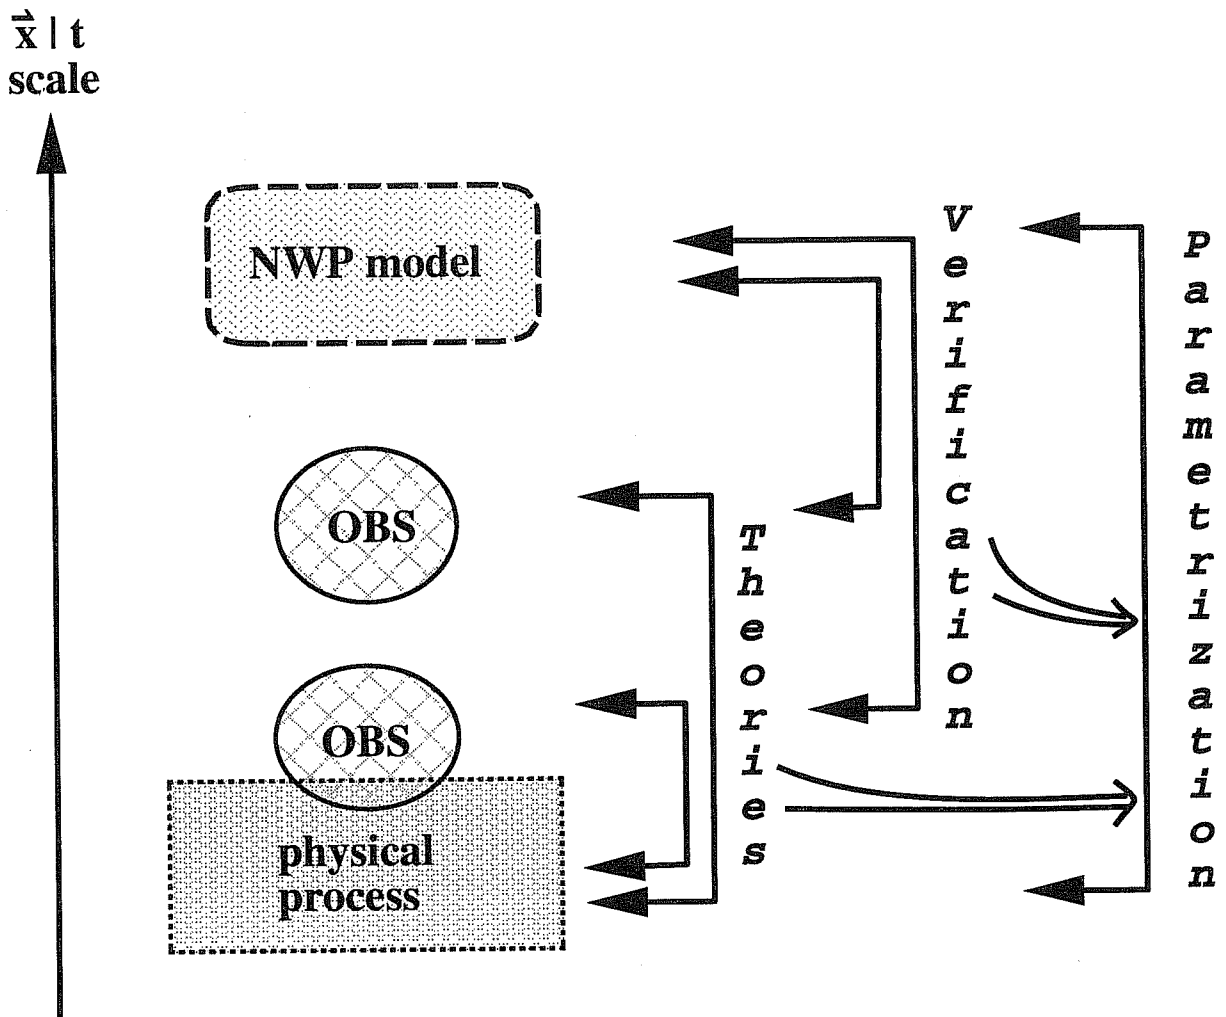 x⃗ | t
scale
NWP model
OBS
OBS
physical
process
Theories
Verification
Parametrization